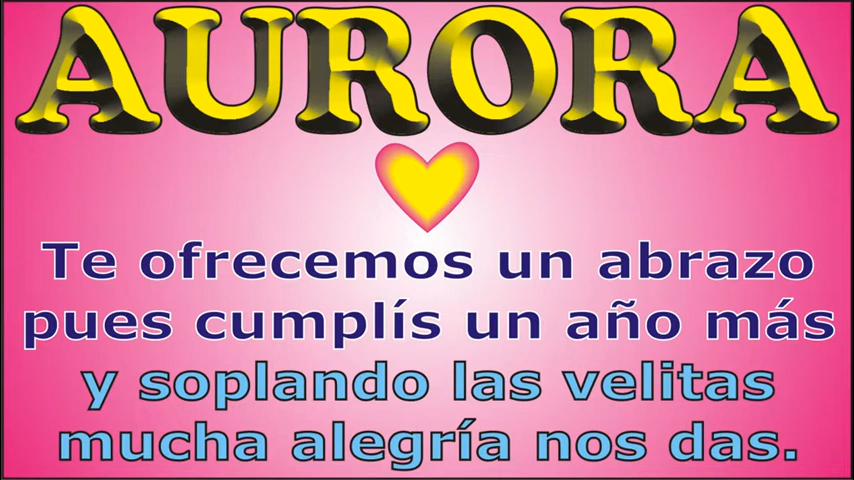 AURORA
Te ofrecemos un abrazo
pues cumplís un año más
y soplando las velitas
mucha alegría nos das.